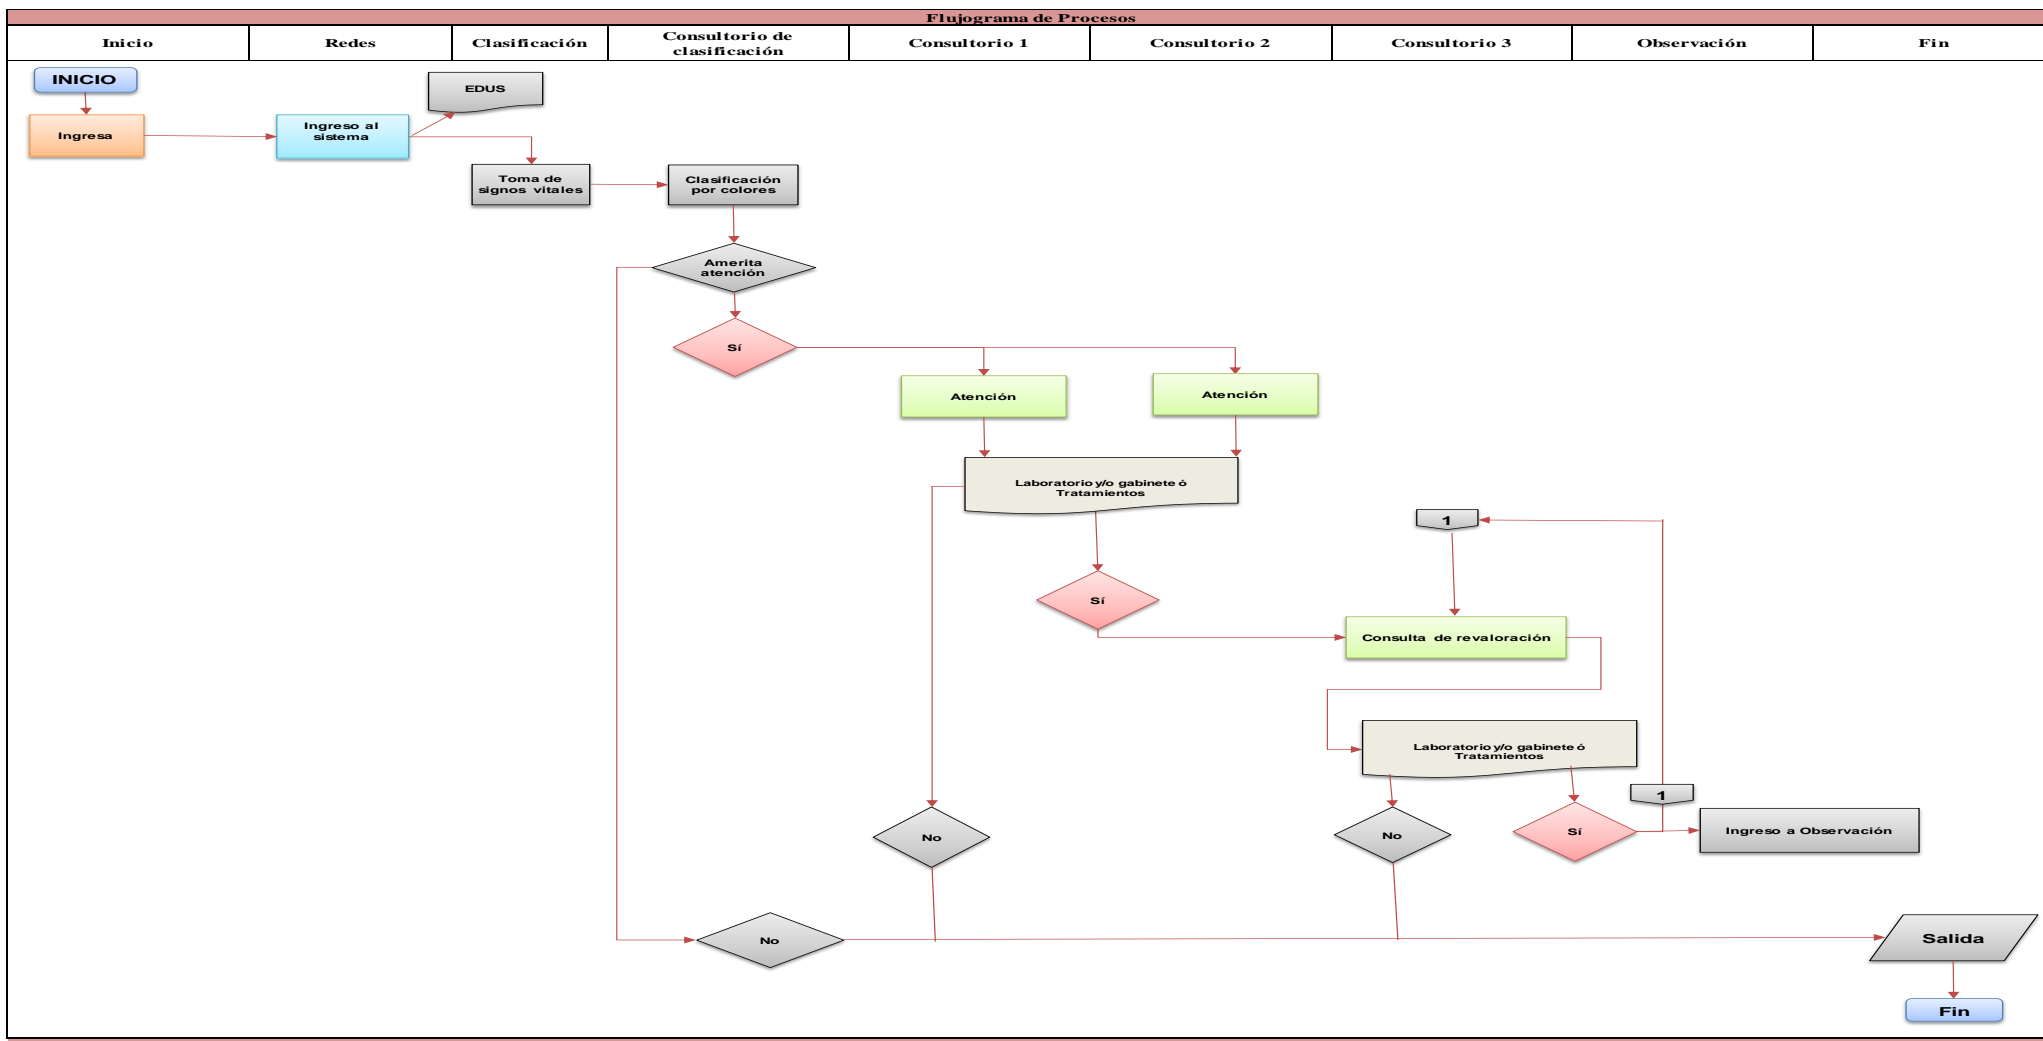 Flujograma de Procesos
Inicio
Redes
Clasificación
Consultorio de
clasificación
Consultorio 1
Consultorio 2
Consultorio 3
Observación
Fin
INICIO
EDUS
Ingresa
Ingreso al
sistema
Toma de
signos vitales
Clasificación
por colores
Amerita
atención
Sí
Atención
Atención
Laboratorio y/o gabinete ó
Tratamientos
1
Sí
Consulta de revaloración
Laboratorio y/o gabinete ó
Tratamientos
1
No
No
Sí
Ingreso a Observación
No
Salida
Fin